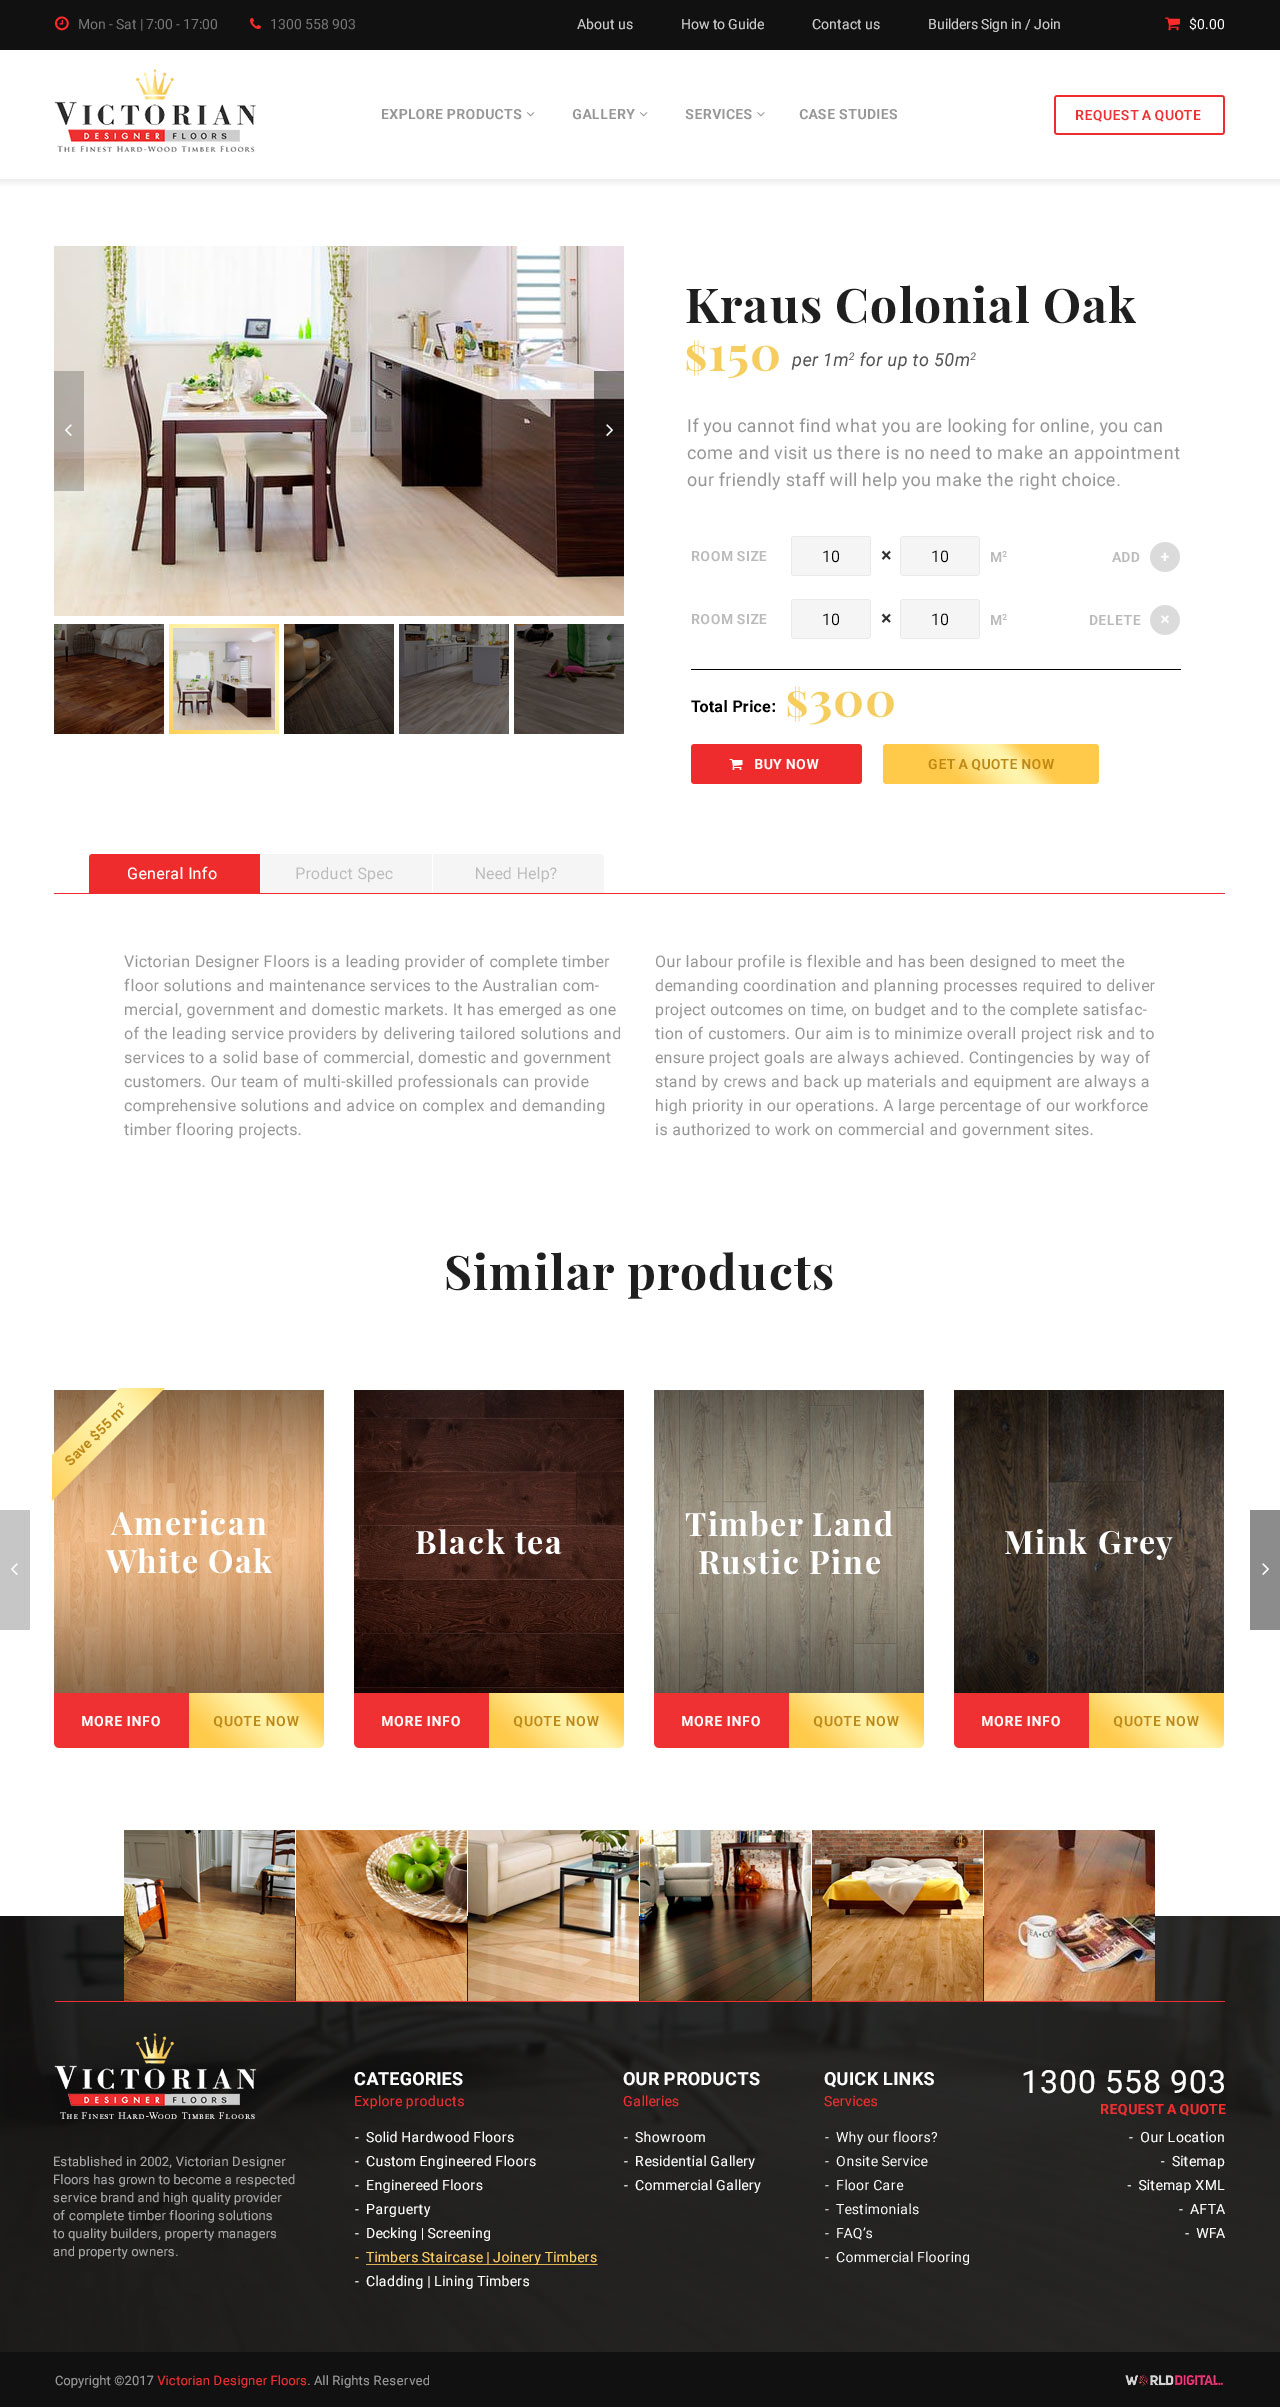 Mon - Sat | 7:00 - 17:00
1300 558 903
About us
How to Guide
Contact us
Builders Sign in / Join
$0.00
VICTORIAN
DESIGNER FLOORS
THE FINEST HARD-WOOD TIMBER FLOORS
EXPLORE PRODUCTS
GALLERY
SERVICES
CASE STUDIES
REQUEST A QUOTE
Kraus Colonial Oak
$150 per 1m² for up to 50m²
If you cannot find what you are looking for online, you can
come and visit us there is no need to make an appointment
our friendly staff will help you make the right choice.
ROOM SIZE 10 × 10 M² ADD +
ROOM SIZE 10 × 10 M² DELETE ×
Total Price: $300
BUY NOW
GET A QUOTE NOW
General Info
Product Spec
Need Help?
Victorian Designer Floors is a leading provider of complete timber
floor solutions and maintenance services to the Australian com-
mercial, government and domestic markets. It has emerged as one
of the leading service providers by delivering tailored solutions and
services to a solid base of commercial, domestic and government
customers. Our team of multi-skilled professionals can provide
comprehensive solutions and advice on complex and demanding
timber flooring projects.
Our labour profile is flexible and has been designed to meet the
demanding coordination and planning processes required to deliver
project outcomes on time, on budget and to the complete satisfac-
tion of customers. Our aim is to minimize overall project risk and to
ensure project goals are always achieved. Contingencies by way of
stand by crews and back up materials and equipment are always a
high priority in our operations. A large percentage of our workforce
is authorized to work on commercial and government sites.
Similar products
Save $55 m²
American
White Oak
MORE INFO
QUOTE NOW
Black tea
MORE INFO
QUOTE NOW
Timber Land
Rustic Pine
MORE INFO
QUOTE NOW
Mink Grey
MORE INFO
QUOTE NOW
VICTORIAN
DESIGNER FLOORS
THE FINEST HARD-WOOD TIMBER FLOORS
Established in 2002, Victorian Designer
Floors has grown to become a respected
service brand and high quality provider
of complete timber flooring solutions
to quality builders, property managers
and property owners.
CATEGORIES
Explore products
- Solid Hardwood Floors
- Custom Engineered Floors
- Enginereed Floors
- Parguerty
- Decking | Screening
- Timbers Staircase | Joinery Timbers
- Cladding | Lining Timbers
OUR PRODUCTS
Galleries
- Showroom
- Residential Gallery
- Commercial Gallery
QUICK LINKS
Services
- Why our floors?
- Onsite Service
- Floor Care
- Testimonials
- FAQ's
- Commercial Flooring
1300 558 903
REQUEST A QUOTE
- Our Location
- Sitemap
- Sitemap XML
- AFTA
- WFA
Copyright ©2017 Victorian Designer Floors. All Rights Reserved
WORLDDIGITAL.